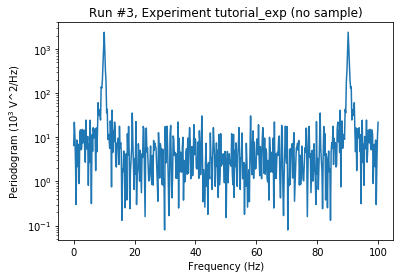 Run #3, Experiment tutorial_exp (no sample)
Periodogram (10³ V^2/Hz)
10³
10²
10¹
10⁰
10⁻¹
0 20 40 60 80 100
Frequency (Hz)